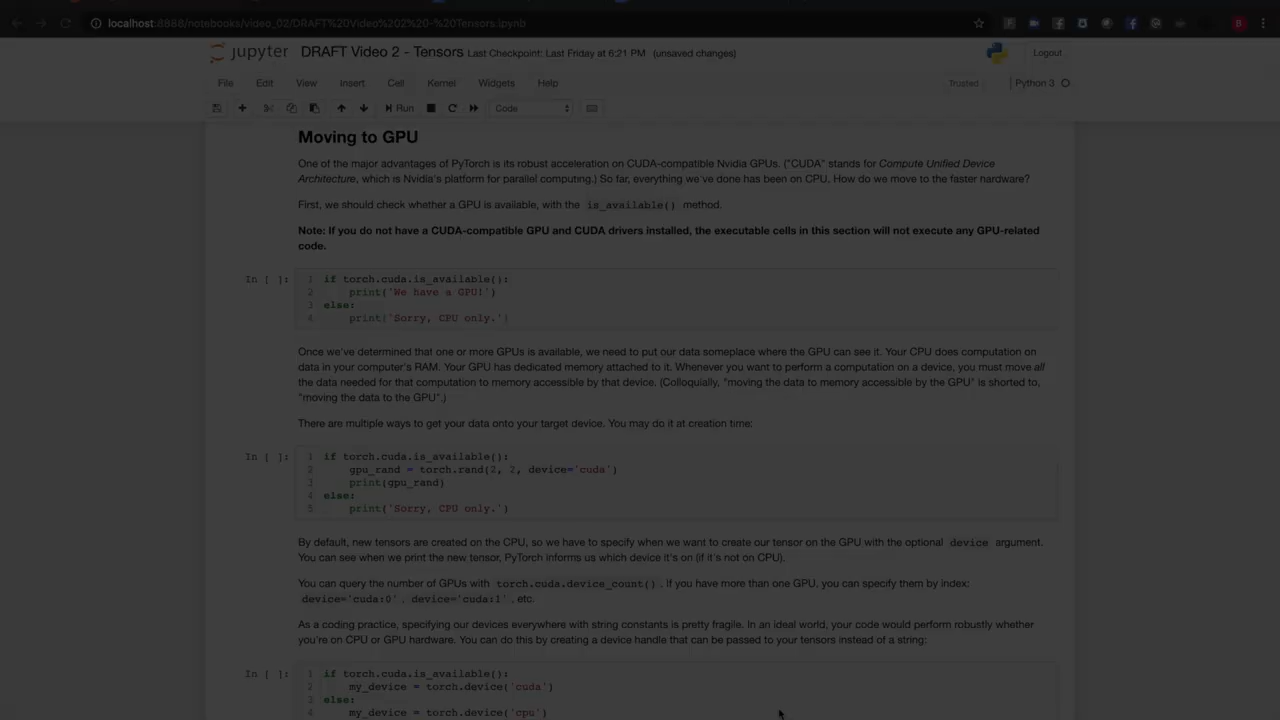 localhost:8888/notebooks/video_02/DRAFT%20Video%202%20-%20Tensors.ipynb
B
jupyter DRAFT Video 2 - Tensors Last Checkpoint: Last Friday at 6:21 PM (unsaved changes) Logout
File Edit View Insert Cell Kernel Widgets Help Trusted Python 3
Run Code
Moving to GPU
One of the major advantages of PyTorch is its robust acceleration on CUDA-compatible Nvidia GPUs. ("CUDA" stands for Compute Unified Device
Architecture, which is Nvidia's platform for parallel computing.) So far, everything we've done has been on CPU. How do we move to the faster hardware?
First, we should check whether a GPU is available, with the is_available() method.
Note: If you do not have a CUDA-compatible GPU and CUDA drivers installed, the executable cells in this section will not execute any GPU-related
code.
In [ ]: 1 if torch.cuda.is_available():
2 print('We have a GPU!')
3 else:
4 print('Sorry, CPU only.')
Once we've determined that one or more GPUs is available, we need to put our data someplace where the GPU can see it. Your CPU does computation on
data in your computer's RAM. Your GPU has dedicated memory attached to it. Whenever you want to perform a computation on a device, you must move all
the data needed for that computation to memory accessible by that device. (Colloquially, "moving the data to memory accessible by the GPU" is shorted to,
"moving the data to the GPU".)
There are multiple ways to get your data onto your target device. You may do it at creation time:
In [ ]: 1 if torch.cuda.is_available():
2 gpu_rand = torch.rand(2, 2, device='cuda')
3 print(gpu_rand)
4 else:
5 print('Sorry, CPU only.')
By default, new tensors are created on the CPU, so we have to specify when we want to create our tensor on the GPU with the optional device argument.
You can see when we print the new tensor, PyTorch informs us which device it's on (if it's not on CPU).
You can query the number of GPUs with torch.cuda.device_count(). If you have more than one GPU, you can specify them by index:
device='cuda:0', device='cuda:1', etc.
As a coding practice, specifying our devices everywhere with string constants is pretty fragile. In an ideal world, your code would perform robustly whether
you're on CPU or GPU hardware. You can do this by creating a device handle that can be passed to your tensors instead of a string:
In [ ]: 1 if torch.cuda.is_available():
2 my_device = torch.device('cuda')
3 else:
4 my_device = torch.device('cpu')